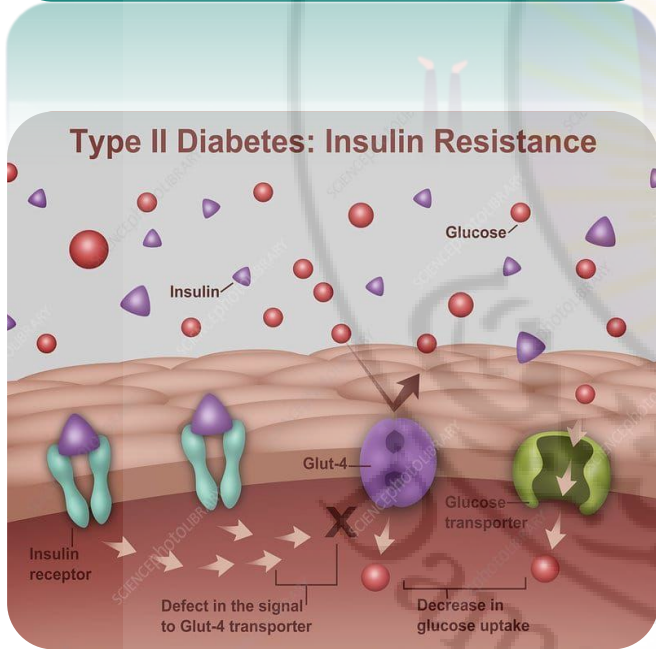 Type II Diabetes: Insulin Resistance
Glucose
Insulin
Glut-4
Glucose
transporter
Insulin
receptor
Defect in the signal
to Glut-4 transporter
Decrease in
glucose uptake
X
SCIENCEPHOTOLIBRARY